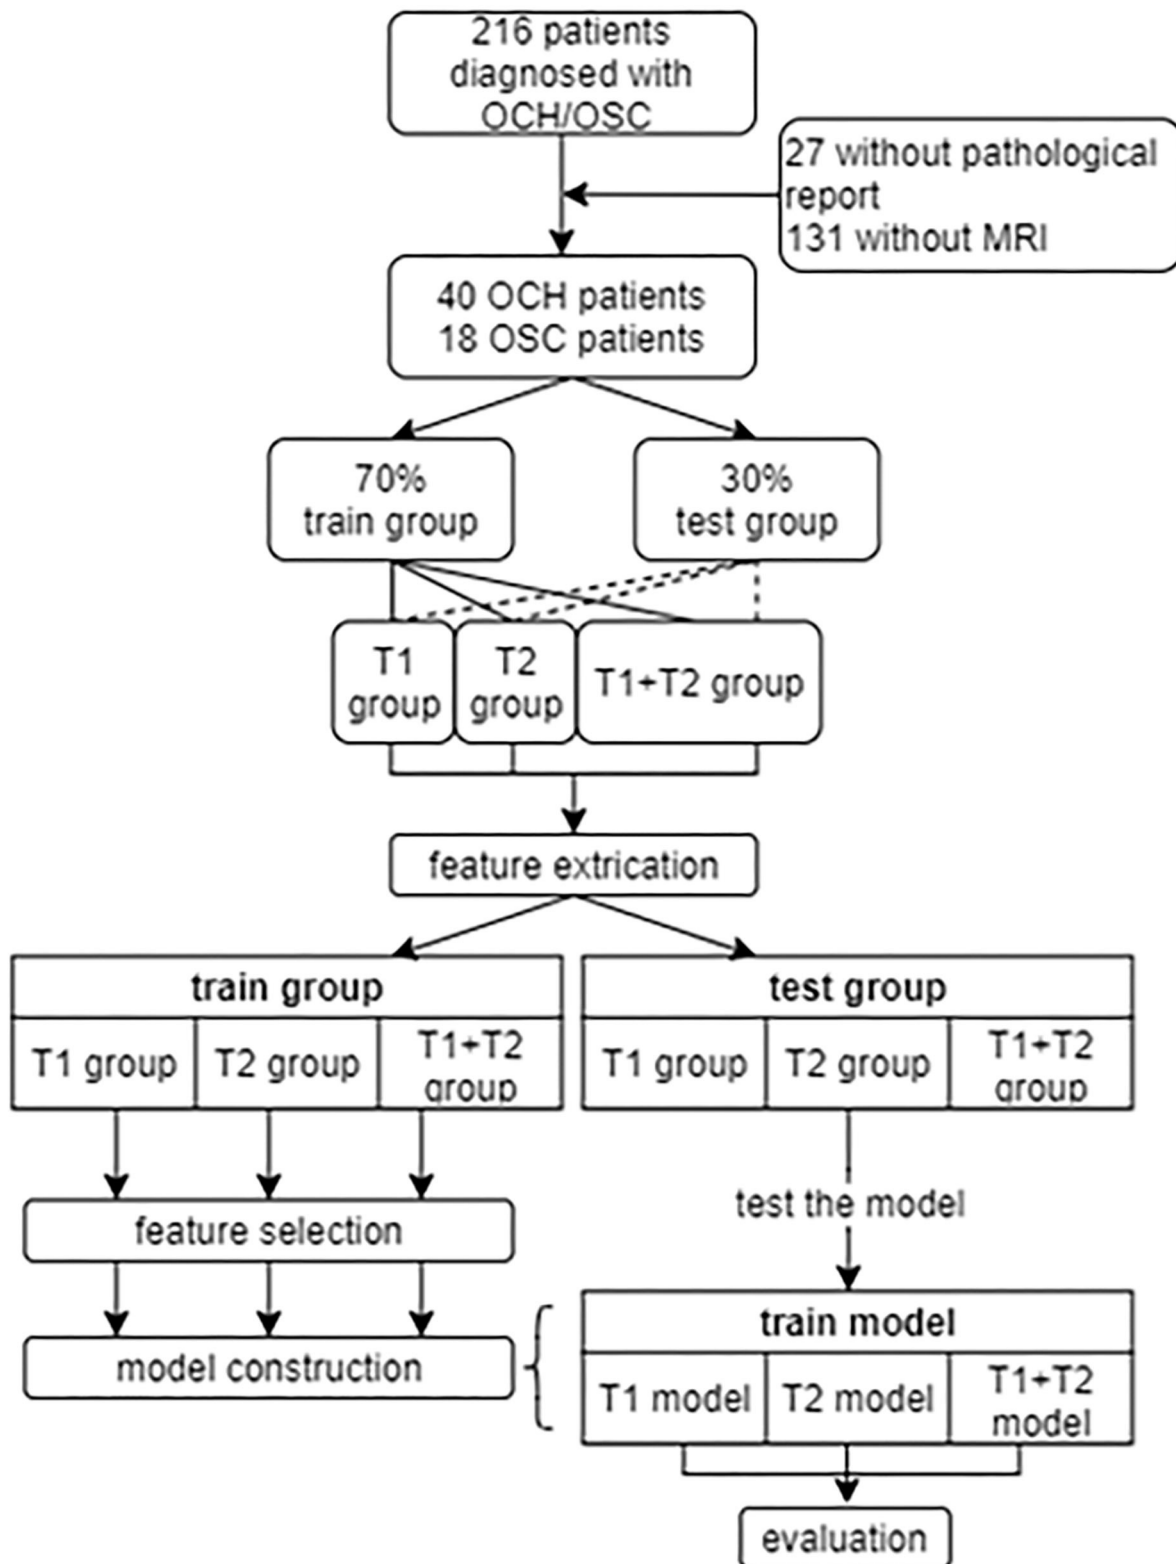 216 patients
diagnosed with
OCH/OSC
27 without pathological
report
131 without MRI
40 OCH patients
18 OSC patients
70%
train group
30%
test group
T1
group
T2
group
T1+T2 group
feature extrication
train group
T1 group
T2 group
T1+T2
group
test group
T1 group
T2 group
T1+T2
group
feature selection
test the model
model construction
train model
T1 model
T2 model
T1+T2
model
evaluation